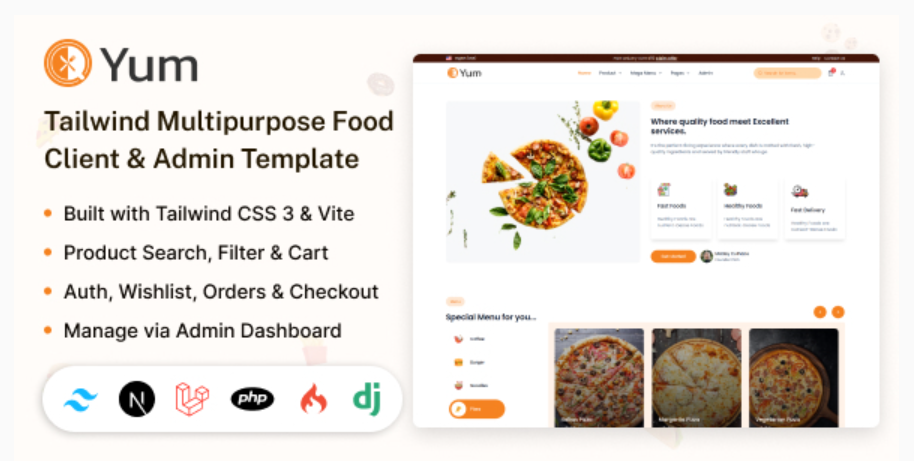 Yum
Tailwind Multipurpose Food
Client & Admin Template
Built with Tailwind CSS 3 & Vite
Product Search, Filter & Cart
Auth, Wishlist, Orders & Checkout
Manage via Admin Dashboard
N php dj
Yum
Home Product Mega Menu Pages Admin
Where quality food meet Excellent
services.
Fast Foods Healthy Foods Fast Delivery
Special Menu for you...
Burger
Noodles
Pizza
Italian Pizza Margherita Pizza Vegetarian Pizza